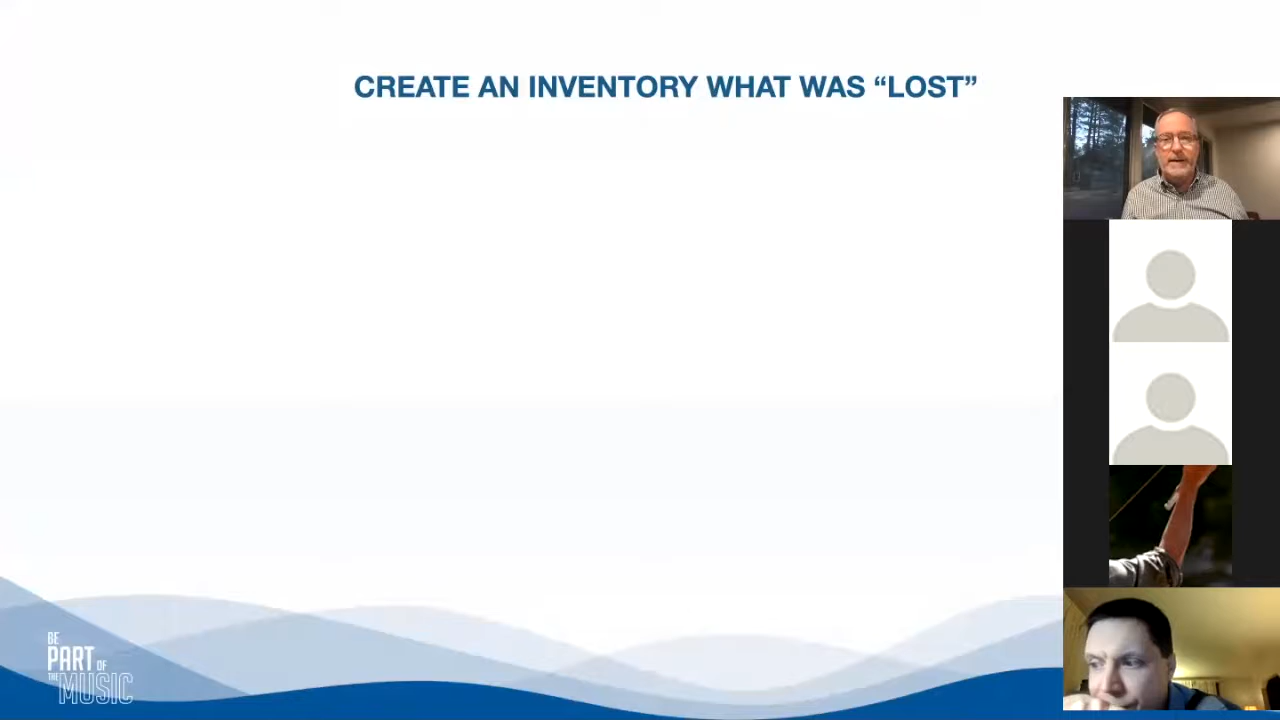 CREATE AN INVENTORY WHAT WAS “LOST”
BE
PART OF
THE MUSIC